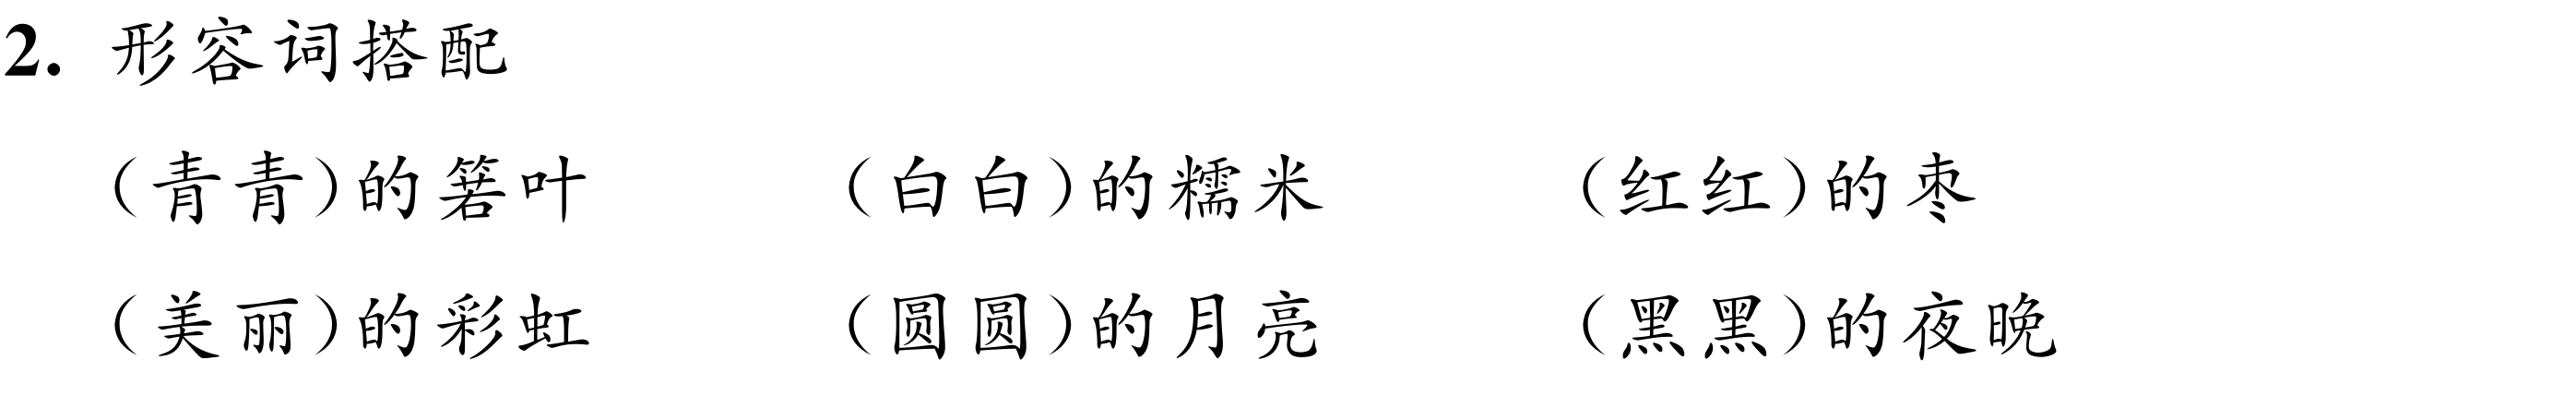 2. 形容词搭配
（青青）的箬叶 （白白）的糯米 （红红）的枣
（美丽）的彩虹 （圆圆）的月亮 （黑黑）的夜晚